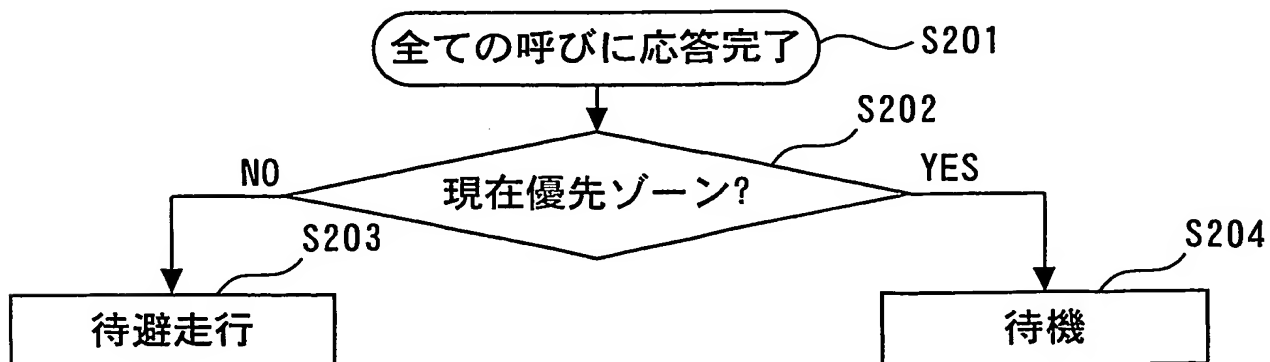 全ての呼びに応答完了
S201
S202
NO
現在優先ゾーン?
YES
S203
S204
待避走行
待機